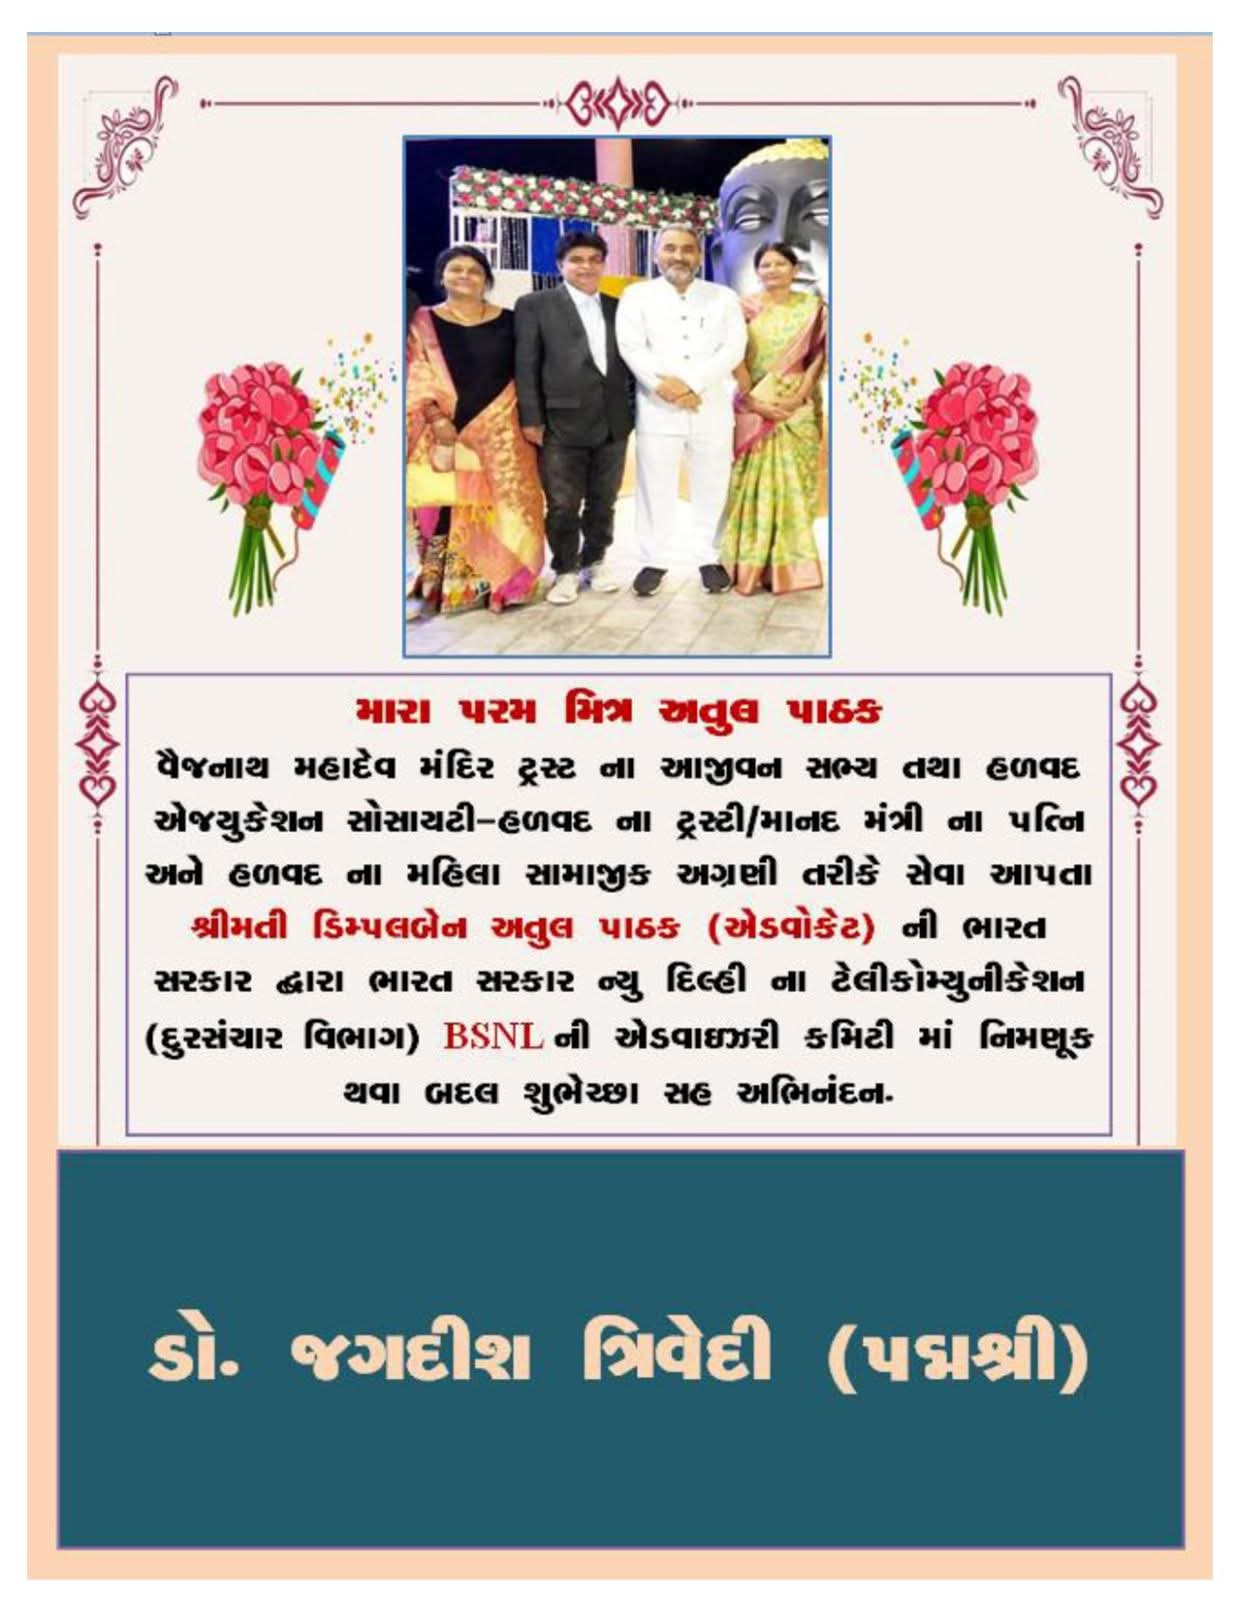 મારા પરમ મિત્ર અતુલ પાઠક
વૈજનાથ મહાદેવ મંદિર ટ્રસ્ટ ના આજીવન સભ્ય તથા હળવદ
એજયુકેશન સોસાયટી–હળવદ ના ટ્રસ્ટી/માનદ મંત્રી ના પત્નિ
અને હળવદ ના મહિલા સામાજીક અગ્રણી તરીકે સેવા આપતા
શ્રીમતી ડિમ્પલબેન અતુલ પાઠક (એડવોકેટ) ની ભારત
સરકાર દ્વારા ભારત સરકાર ન્યુ દિલ્હી ના ટેલીકોમ્યુનીકેશન
(દુરસંચાર વિભાગ) BSNL ની એડવાઇઝરી કમિટી માં નિમણૂક
થવા બદલ શુભેચ્છા સહ અભિનંદન.
ડો. જગદીશ ત્રિવેદી (પદ્મશ્રી)